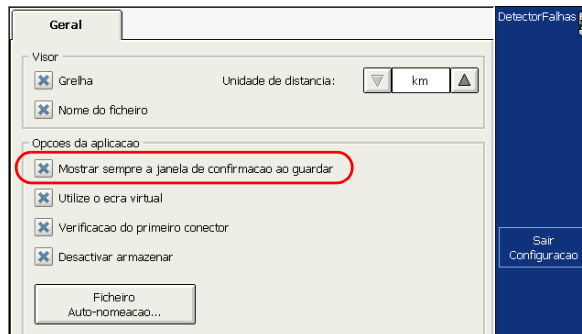 Geral
DetectorFalhas
Visor
Grelha
Unidade de distancia:
km
Nome do ficheiro
Opcoes da aplicacao
Mostrar sempre a janela de confirmacao ao guardar
Utilize o ecra virtual
Verificacao do primeiro conector
Desactivar armazenar
Sair
Configuracao
Ficheiro
Auto-nomeacao...